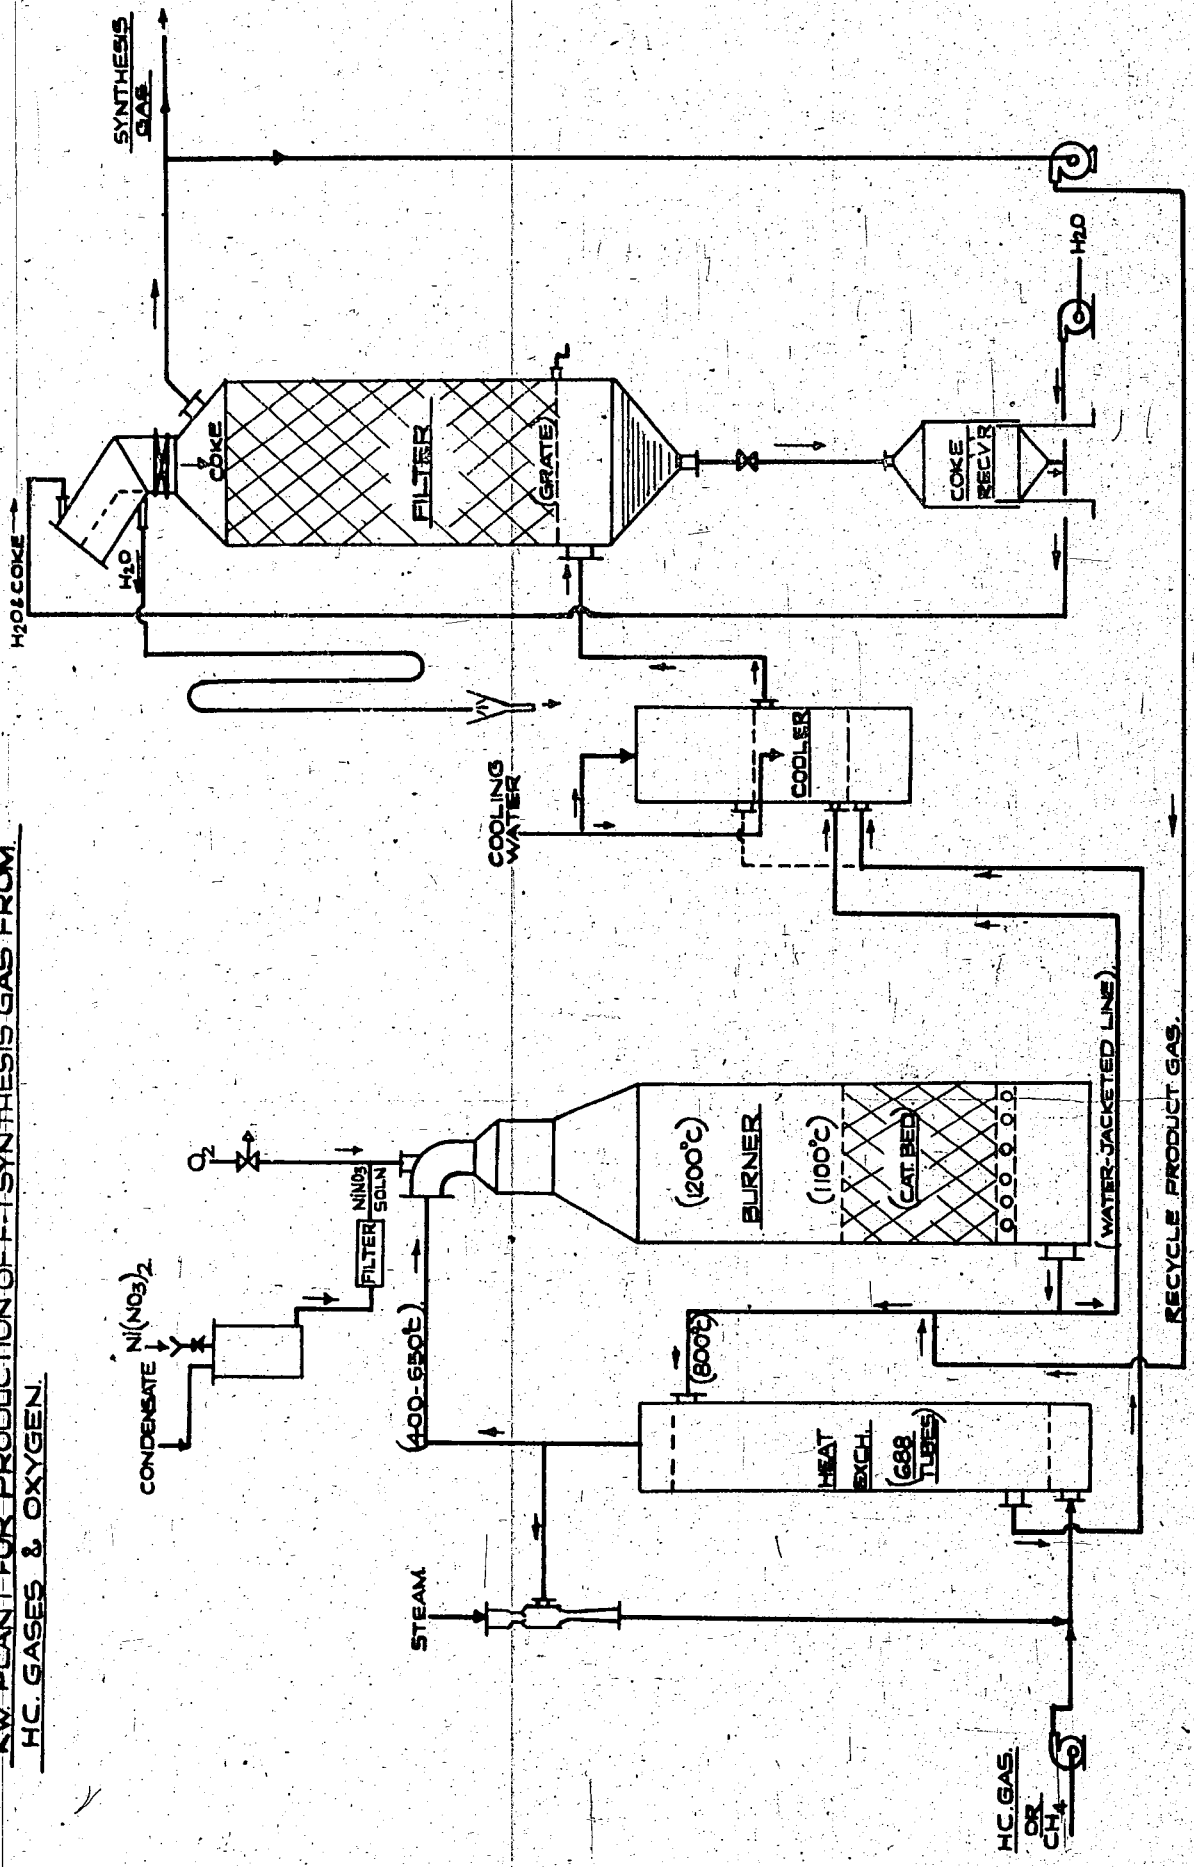 K.W. PLANT FOR PRODUCTION OF F-T SYNTHESIS GAS FROM
HC. GASES & OXYGEN.
HC. GAS.
OR
CH4
STEAM.
CONDENSATE
Ni(NO3)2.
FILTER
NiNO3
SOLN
O2
(400-650°C)
HEAT
EXCH.
(688
TUBES)
(800°C)
(1200°C)
BURNER
(1100°C)
(CAT. BED)
(WATER-JACKETED LINE)
RECYCLE PRODUCT GAS.
COOLING
WATER
COOLER
H2O & COKE
H2O
COKE
FILTER
(GRATE)
COKE
RECV'R
H2O
SYNTHESIS
GAS